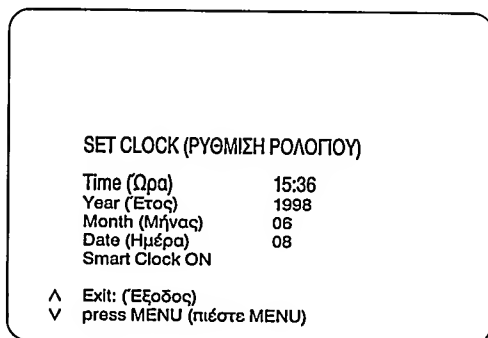 SET CLOCK (ΡΥΘΜΙΣΗ ΡΟΛΟΓΙΟΥ)
Time (Ώρα) 15:36
Year (Έτος) 1998
Month (Μήνας) 06
Date (Ημέρα) 08
Smart Clock ON
Λ Exit: (Έξοδος)
V press MENU (πιέστε MENU)